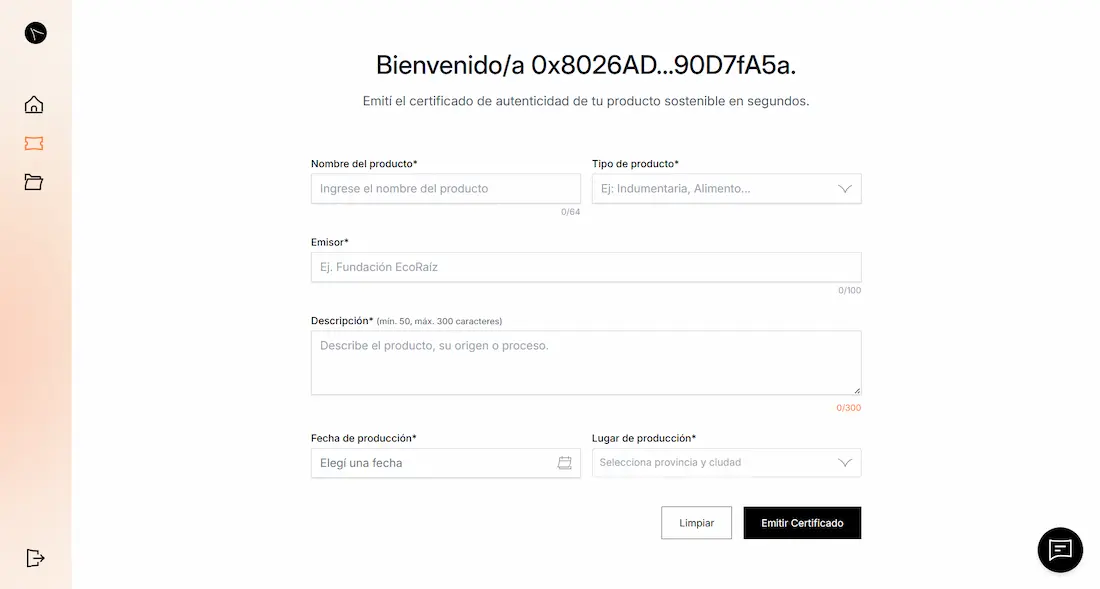 Bienvenido/a 0x8026AD...90D7fA5a.
Emití el certificado de autenticidad de tu producto sostenible en segundos.
Nombre del producto*
Tipo de producto*
Ingrese el nombre del producto
Ej: Indumentaria, Alimento...
0/64
Emisor*
Ej. Fundación EcoRaíz
0/100
Descripción* (mín. 50, máx. 300 caracteres)
Describe el producto, su origen o proceso.
0/300
Fecha de producción*
Lugar de producción*
Elegí una fecha
Selecciona provincia y ciudad
Limpiar
Emitir Certificado